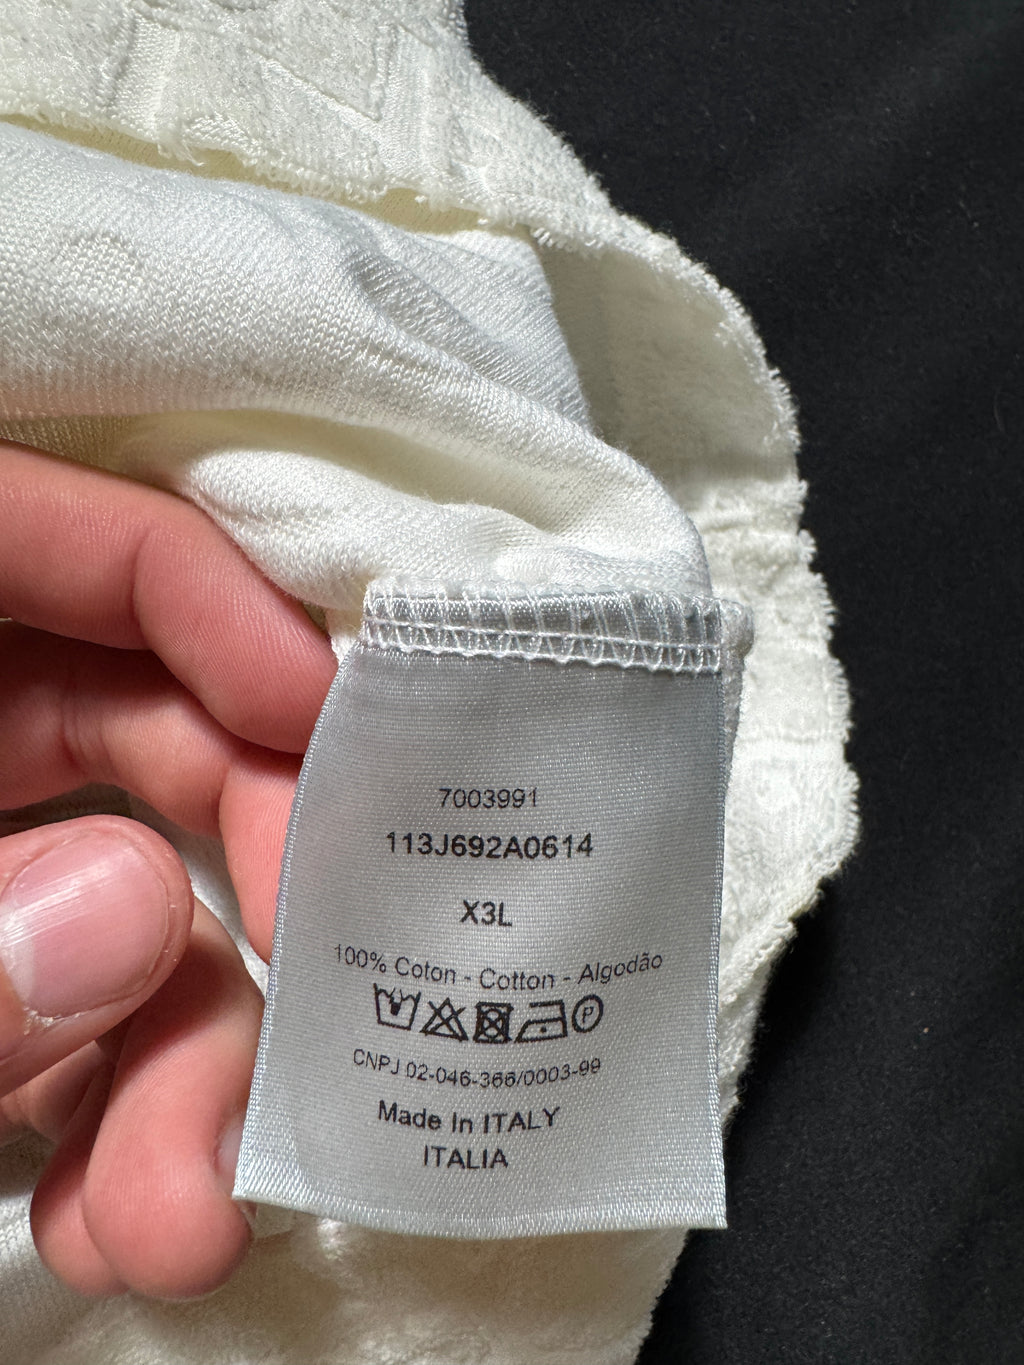 7003991
113J692A0614
X3L
100% Coton - Cotton - Algodão
P
CNPJ 02-046-366/0003-99
Made In ITALY
ITALIA